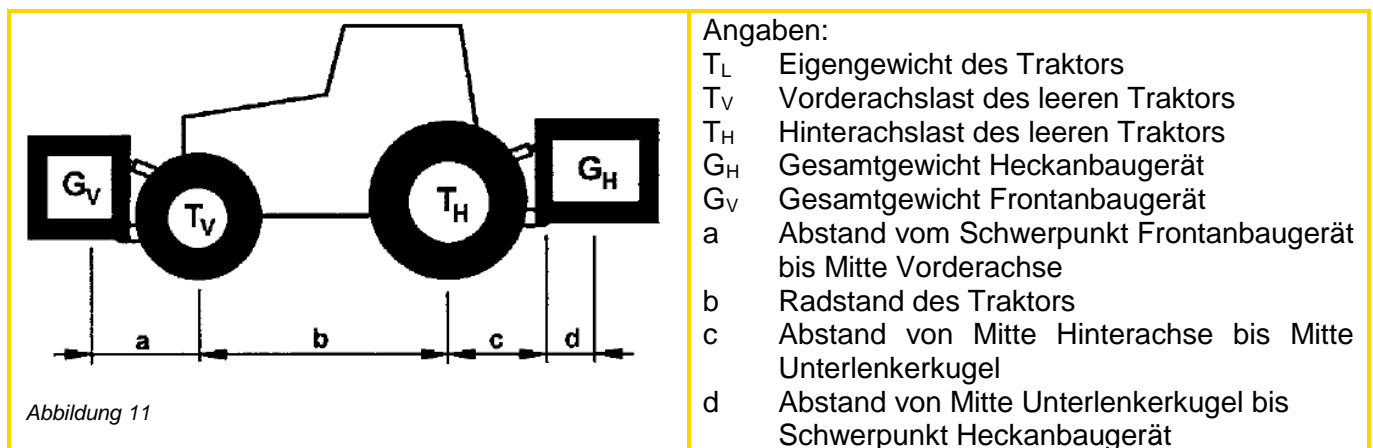 G_V
T_V
T_H
G_H
a
b
c
d
Abbildung 11
Angaben:
T_L Eigengewicht des Traktors
T_V Vorderachslast des leeren Traktors
T_H Hinterachslast des leeren Traktors
G_H Gesamtgewicht Heckanbaugerät
G_V Gesamtgewicht Frontanbaugerät
a Abstand vom Schwerpunkt Frontanbaugerät
bis Mitte Vorderachse
b Radstand des Traktors
c Abstand von Mitte Hinterachse bis Mitte
Unterlenkerkugel
d Abstand von Mitte Unterlenkerkugel bis
Schwerpunkt Heckanbaugerät